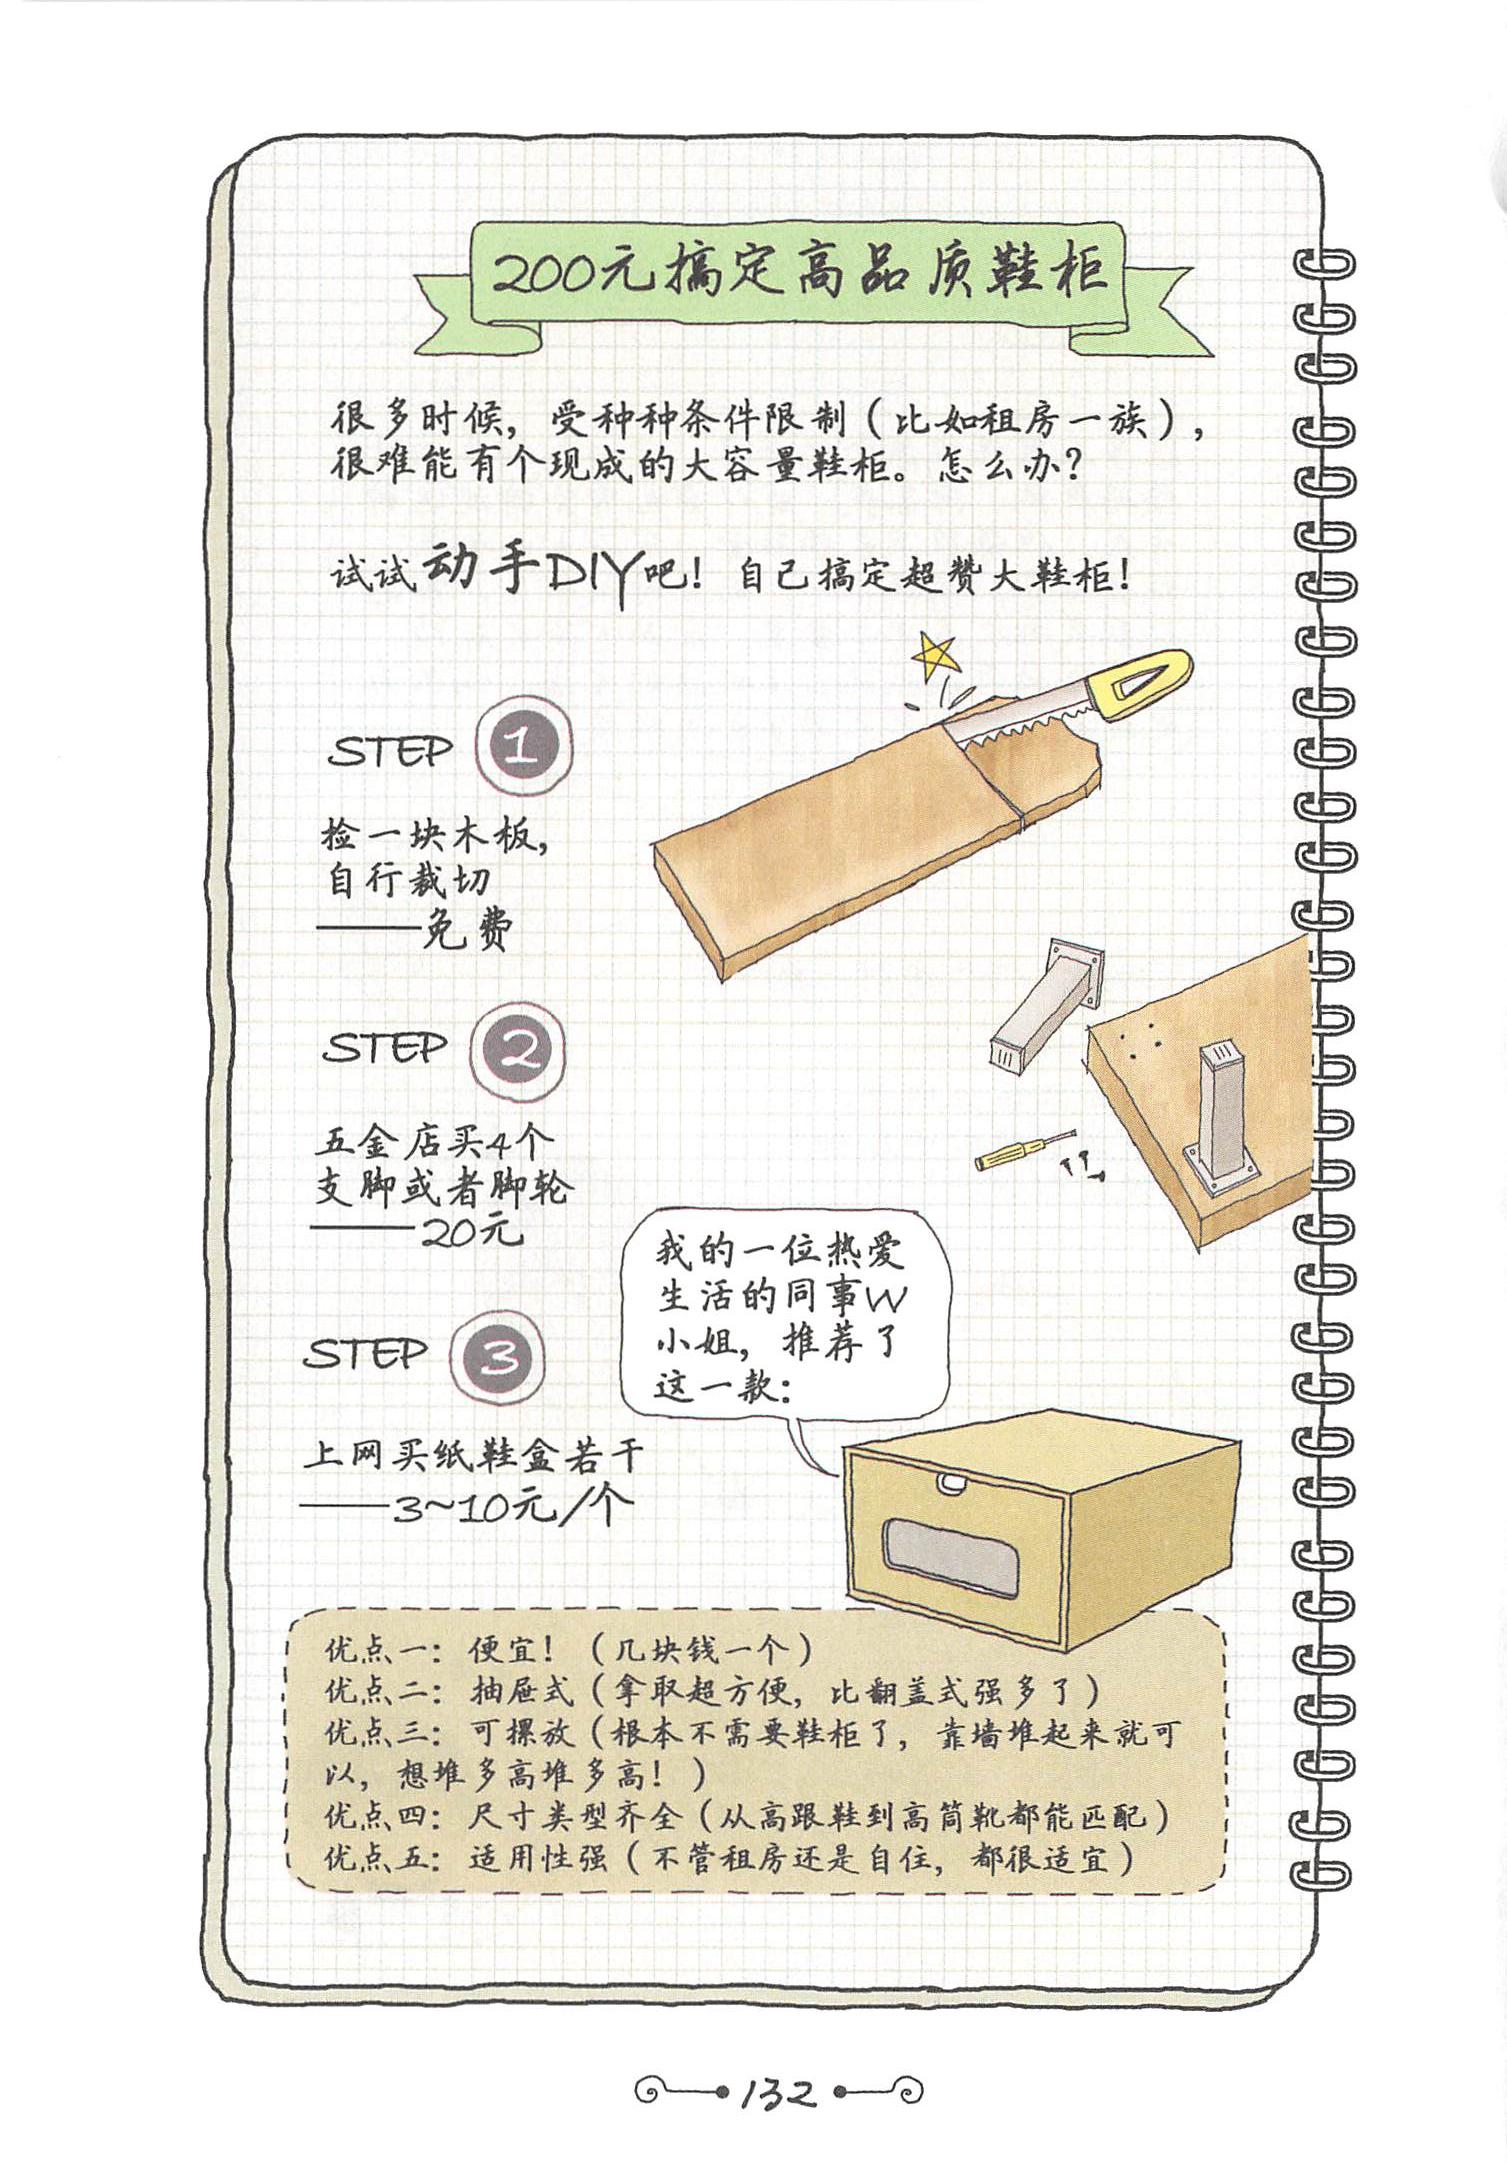 200元搞定高品质鞋柜
很多时候，受种种条件限制（比如租房一族），
很难能有个现成的大容量鞋柜。怎么办？
试试动手DIY吧！自己搞定超赞大鞋柜！
STEP 1
捡一块木板，
自行裁切
——免费
STEP 2
五金店买4个
支脚或者脚轮
——20元
我的一位热爱
生活的同事W
小姐，推荐了
这一款：
STEP 3
上网买纸鞋盒若干
——3~10元/个
优点一：便宜！（几块钱一个）
优点二：抽屉式（拿取超方便，比翻盖式强多了）
优点三：可摞放（根本不需要鞋柜了，靠墙堆起来就可
以，想堆多高堆多高！）
优点四：尺寸类型齐全（从高跟鞋到高筒靴都能匹配）
优点五：适用性强（不管租房还是自住，都很适宜）
132